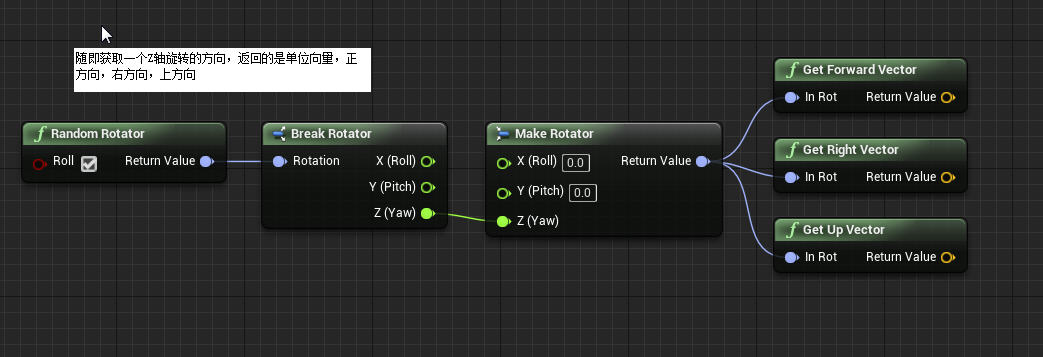 随即获取一个Z轴旋转的方向，返回的是单位向量，正
方向，右方向，上方向
Random Rotator
Roll Return Value
Break Rotator
Rotation X (Roll)
Y (Pitch)
Z (Yaw)
Make Rotator
X (Roll) 0.0 Return Value
Y (Pitch) 0.0
Z (Yaw)
Get Forward Vector
In Rot Return Value
Get Right Vector
In Rot Return Value
Get Up Vector
In Rot Return Value